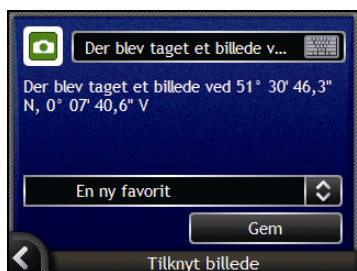 Der blev taget et billede v...
Der blev taget et billede ved 51° 30' 46,3"
N, 0° 07' 40,6" V
En ny favorit
Gem
Tilknyt billede